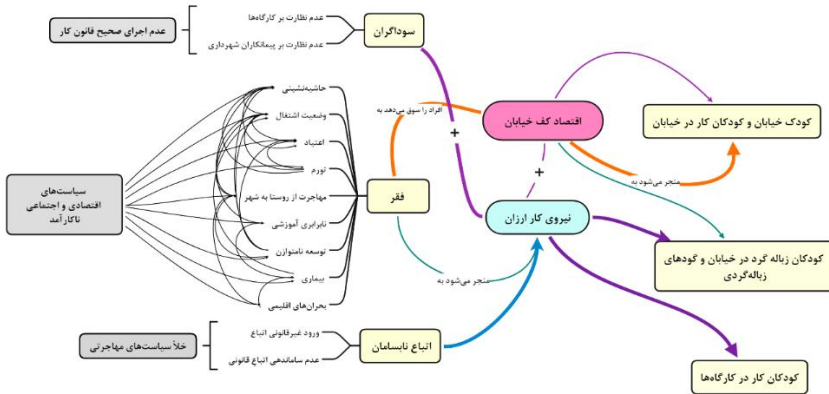 عدم اجرای صحیح قانون کار
عدم نظارت بر کارگاه‌ها
عدم نظارت بر پیمانکاران شهرداری
سوداگران
سیاست‌های
اقتصادی و اجتماعی
ناکارآمد
حاشیه‌نشینی
وضعیت اشتغال
اعتیاد
تورم
مهاجرت از روستا به شهر
نابرابری آموزشی
توسعه نامتوازن
بیماری
بحران‌های اقلیمی
فقر
خلأ سیاست‌های مهاجرتی
ورود غیرقانونی اتباع
عدم ساماندهی اتباع قانونی
اتباع نابسامان
افراد را سوق می‌دهد به
+
اقتصاد کف خیابان
+
نیروی کار ارزان
منجر می‌شود به
منجر می‌شود به
کودک خیابان و کودکان کار در خیابان
کودکان زباله گرد در خیابان و گودهای
زباله‌گردی
کودکان کار در کارگاه‌ها